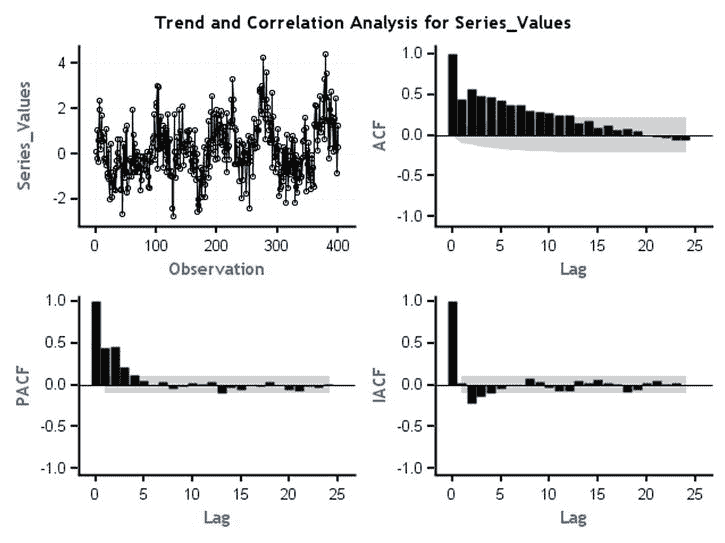 Trend and Correlation Analysis for Series_Values
Series_Values
4
2
0
-2
0 100 200 300 400
Observation
ACF
1.0
0.5
0.0
-0.5
-1.0
0 5 10 15 20 25
Lag
PACF
1.0
0.5
0.0
-0.5
-1.0
0 5 10 15 20 25
Lag
IACF
1.0
0.5
0.0
-0.5
-1.0
0 5 10 15 20 25
Lag